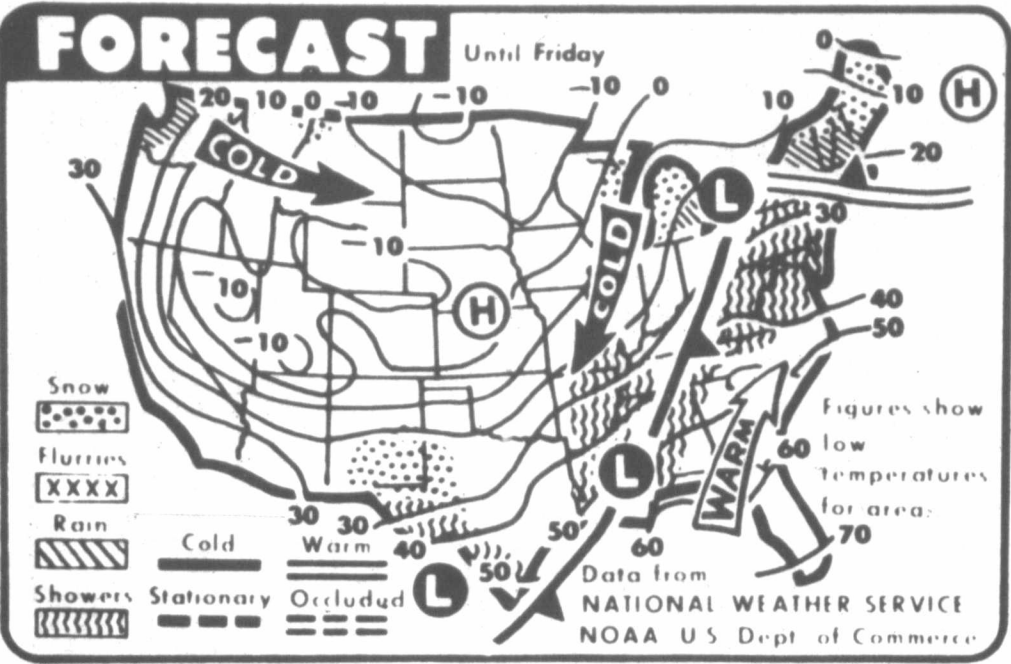 FORECAST
Until Friday
20 10 0 -10 -10 -10 0 10 0 10 20
H
30
COLD
L
30
-10
COLD
-10
H
40
50
-10
Snow
Flurries
XXXX
Rain
Showers
Cold
Warm
Stationary
Occluded
WARM
L
60
70
30 30 40 50 50 60
L
Figures show
low
temperatures
for area.
Data from
NATIONAL WEATHER SERVICE
NOAA U S Dept of Commerce